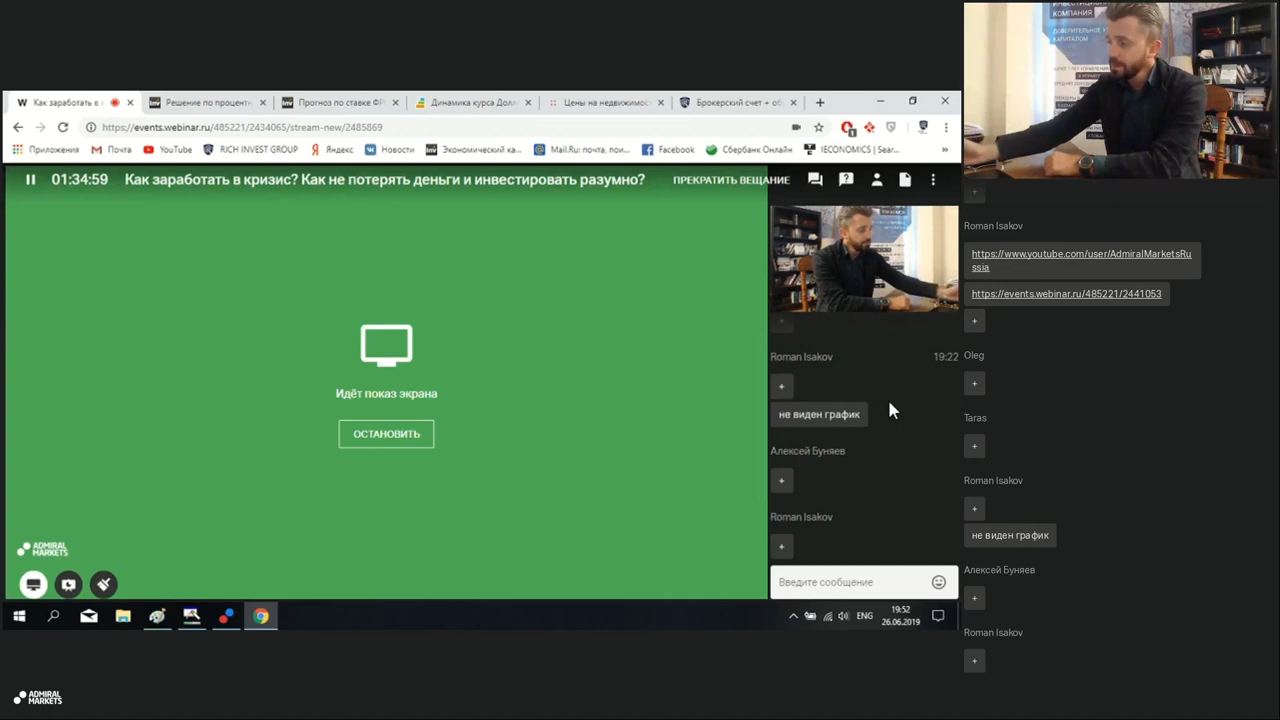 Как заработать в к
Решение по процент
Прогноз по ставке ФР
Динамика курса Долл
Цены на недвижимос
Брокерский счет + об
https://events.webinar.ru/485221/2434065/stream-new/2485869
Приложения
Почта
YouTube
RICH INVEST GROUP
Яндекс
Новости
Экономический ка...
Mail.Ru: почта, пои...
Facebook
Сбербанк Онлайн
IECONOMICS | Sear...
»
01:34:59
Как заработать в кризис? Как не потерять деньги и инвестировать разумно?
ПРЕКРАТИТЬ ВЕЩАНИЕ
Идёт показ экрана
ОСТАНОВИТЬ
ADMIRAL
MARKETS
Roman Isakov 19:22
+
не виден график
Алексей Буняев
+
Roman Isakov
+
Введите сообщение
ENG
19:52
26.06.2019
ИНВЕСТИЦИОННАЯ
КОМПАНИЯ
КАПИТАЛОМ
+
Roman Isakov
https://www.youtube.com/user/AdmiralMarketsRu
ssia
https://events.webinar.ru/485221/2441053
+
Oleg
+
Taras
+
Roman Isakov
+
не виден график
Алексей Буняев
+
Roman Isakov
+
ADMIRAL
MARKETS